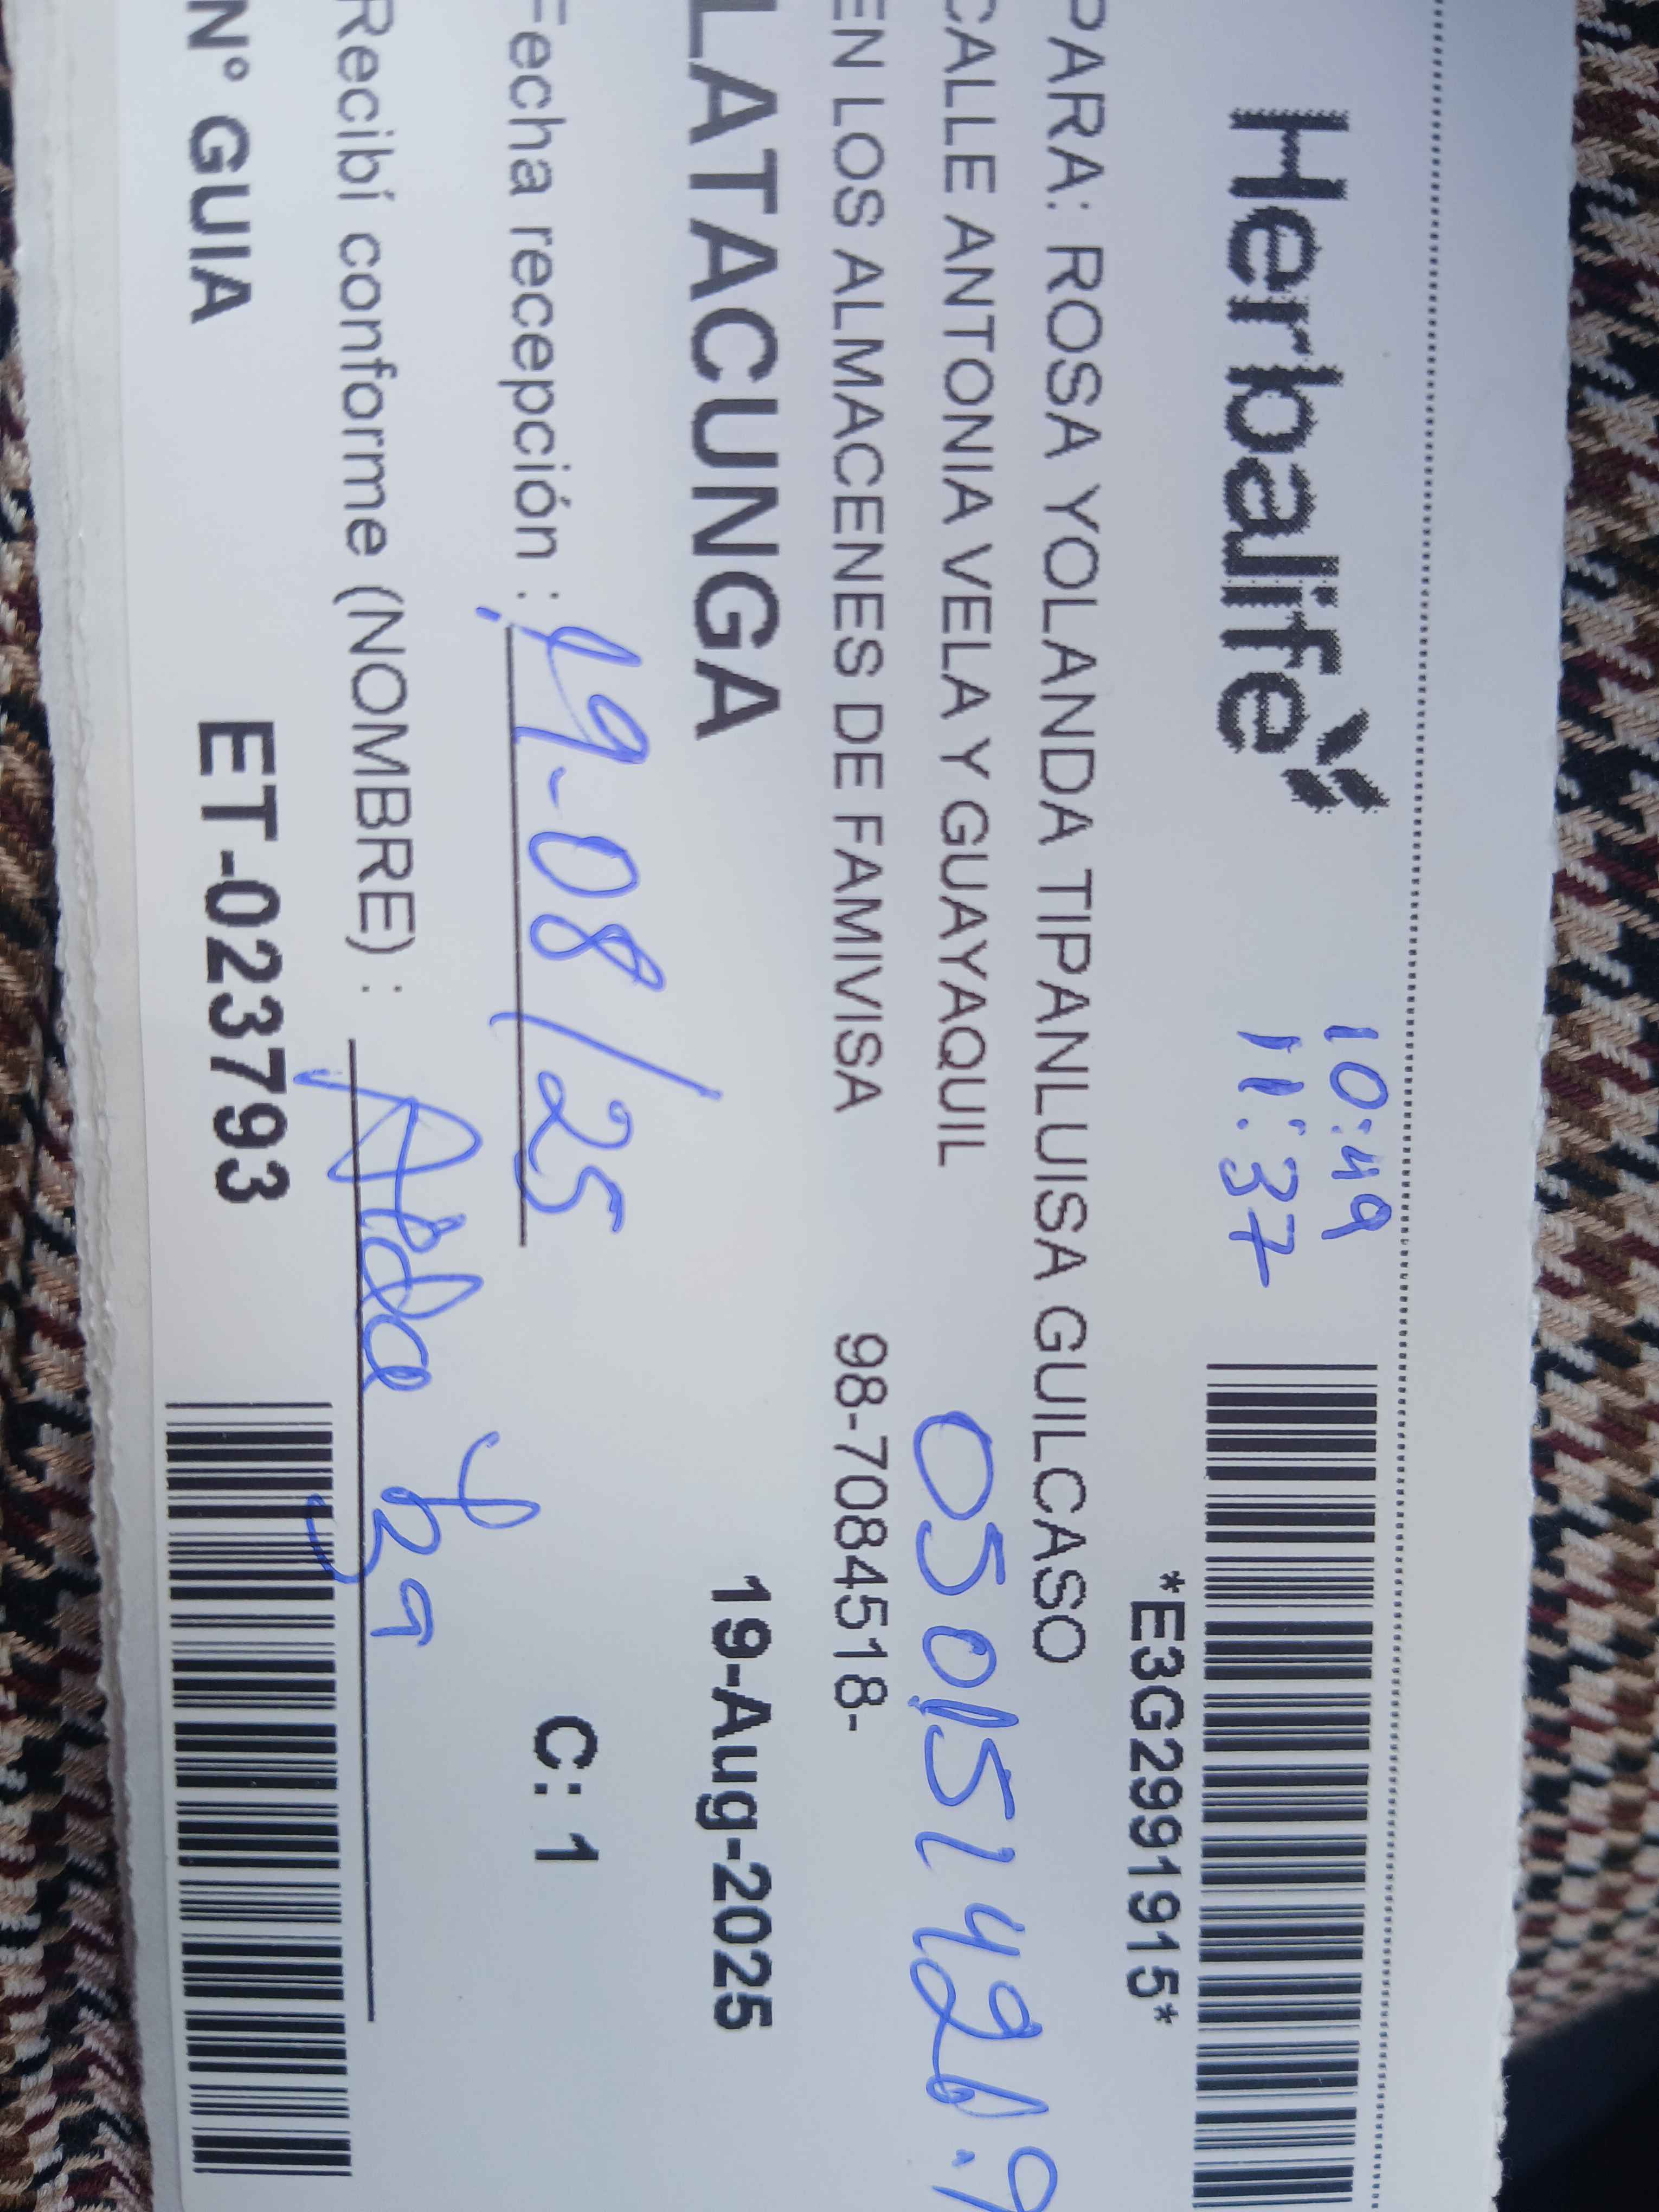 Herbalife
10:49
11:37
*E3G2991915*
PARA: ROSA YOLANDA TIPANLUISA GUILCASO
CALLE ANTONIA VELA Y GUAYAQUIL
EN LOS ALMACENES DE FAMIVISA 98-7084518-
LATACUNGA 19-Aug-2025
Fecha recepción : 19-08/25 C: 1
Recibí conforme (NOMBRE) :
N° GUIA ET-023793